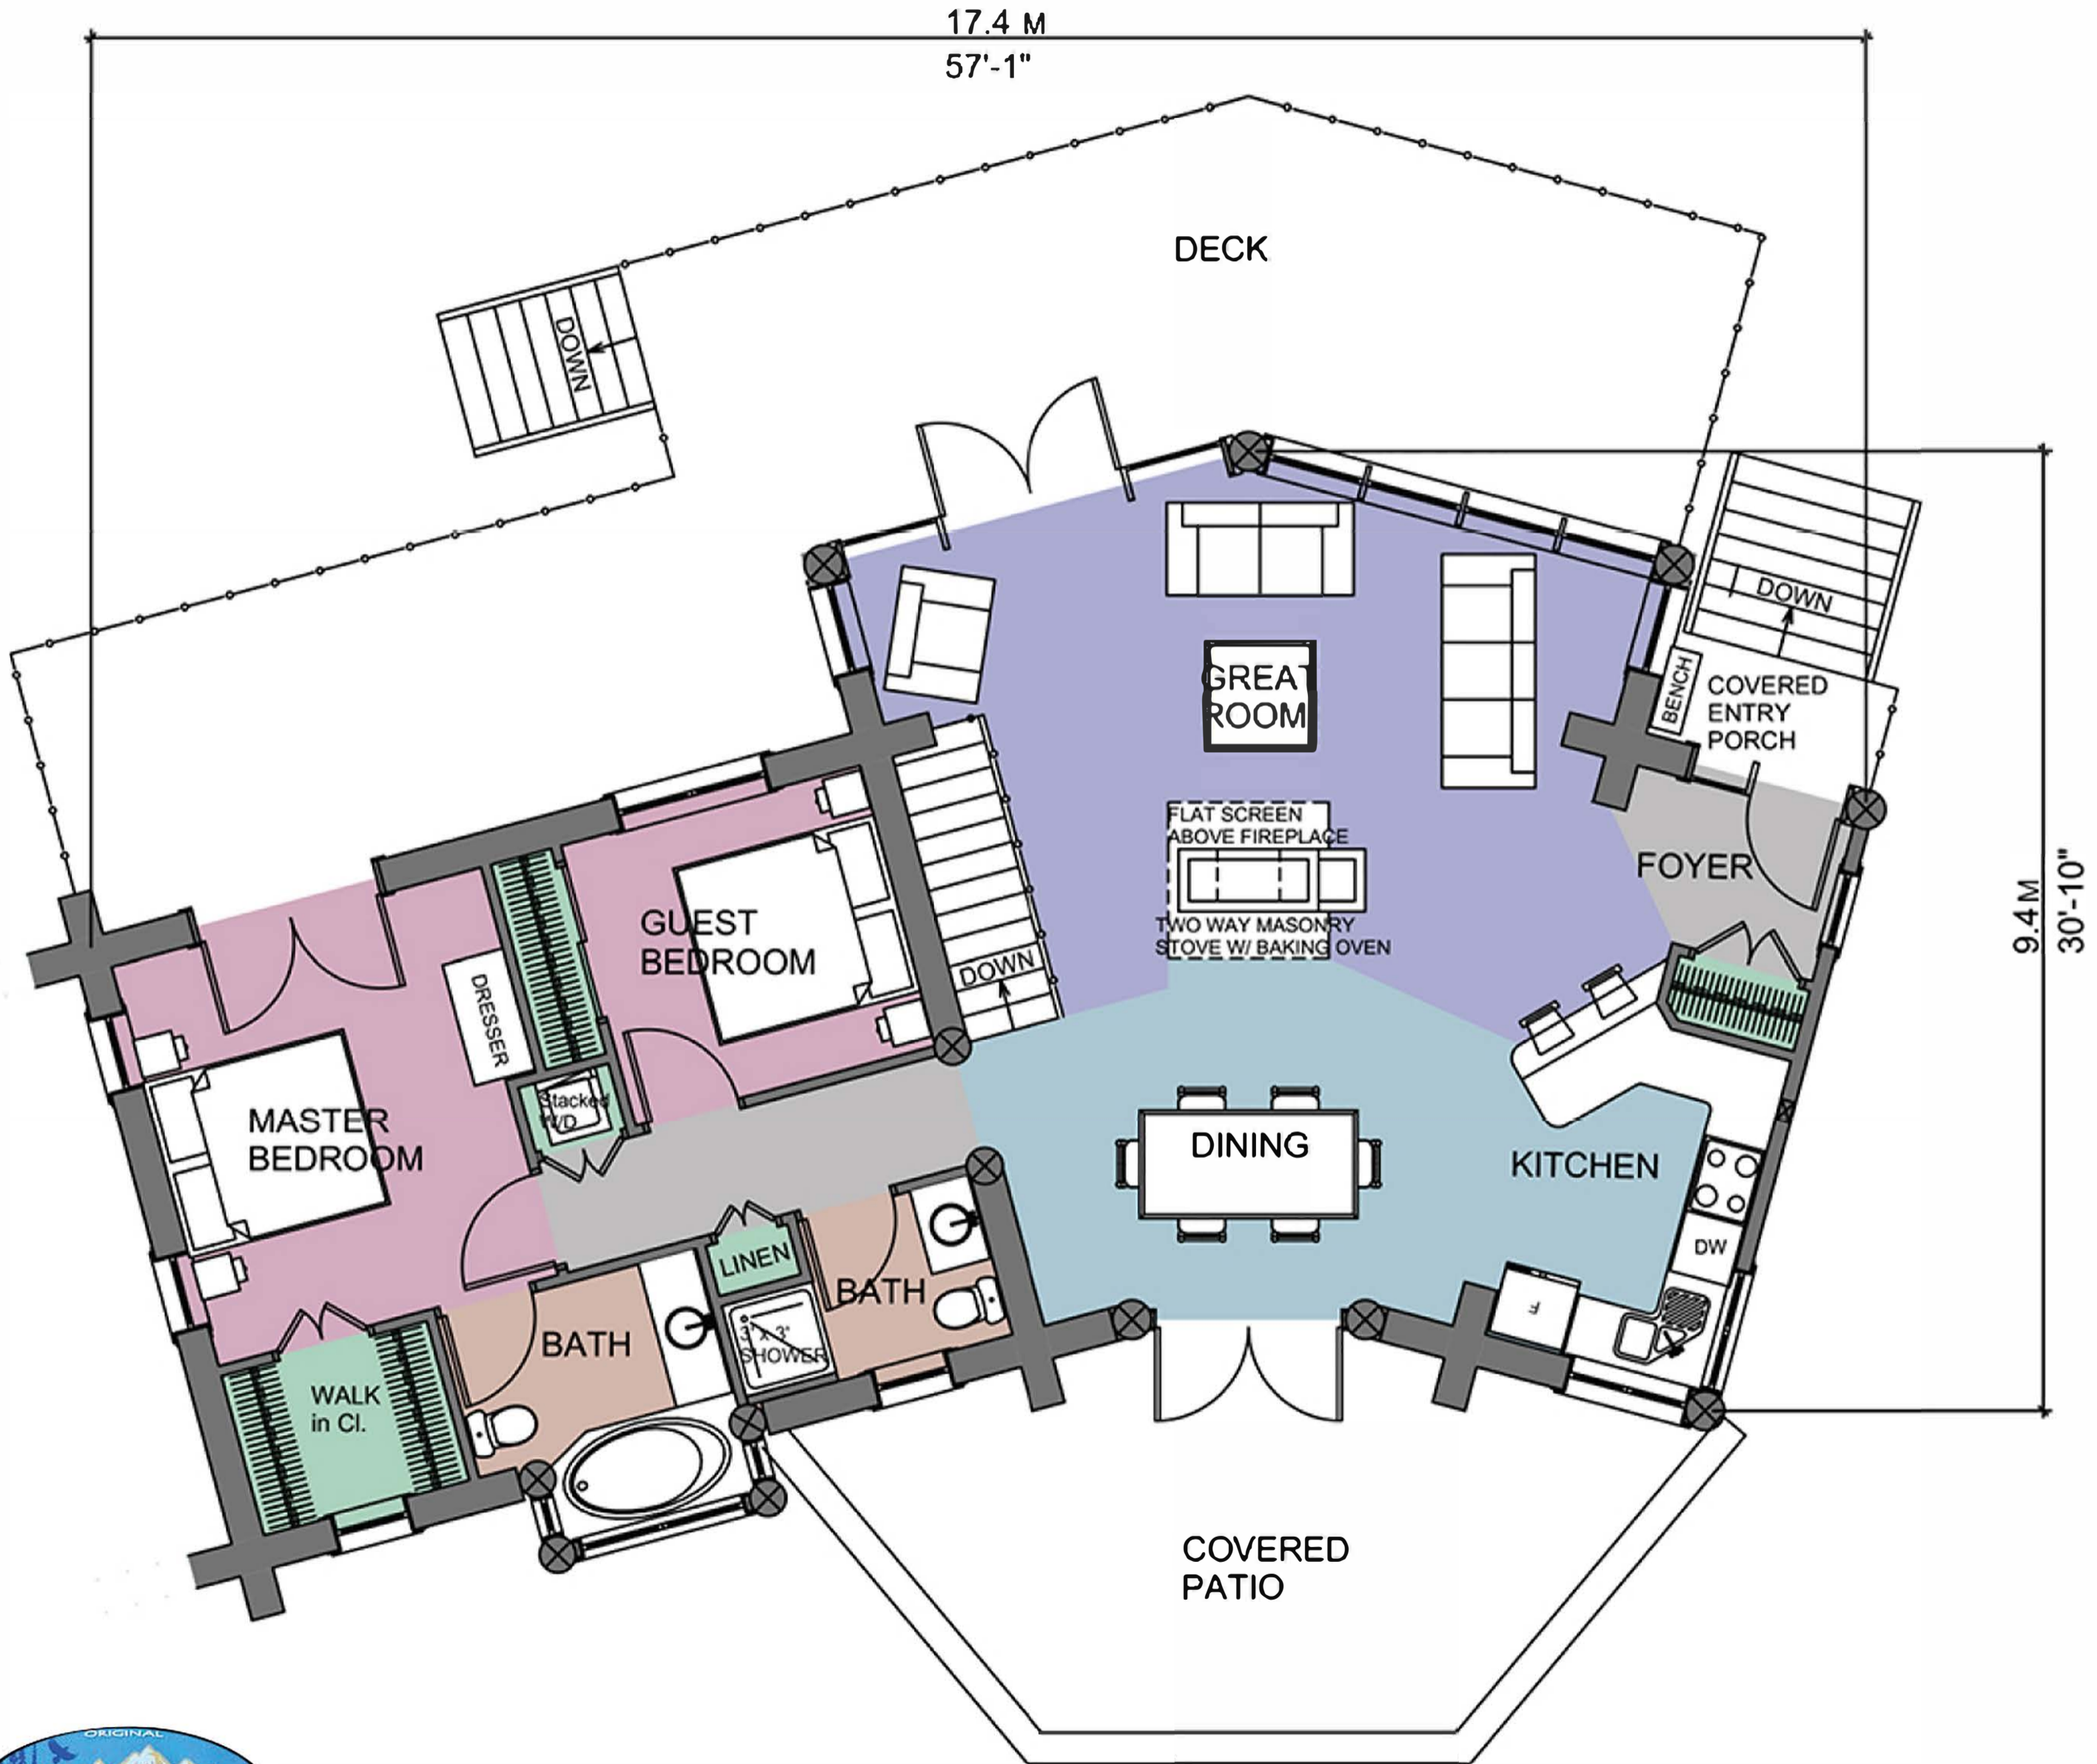 17.4 M
57'-1"
DECK
DOWN
GREAT
ROOM
DOWN
BENCH
COVERED
ENTRY
PORCH
FLAT SCREEN
ABOVE FIREPLACE
TWO WAY MASONRY
STOVE W/ BAKING OVEN
FOYER
9.4 M
30'-10"
GUEST
BEDROOM
DOWN
DRESSER
Stacked
W/D
MASTER
BEDROOM
DINING
KITCHEN
DW
F
LINEN
BATH
BATH
3' x 3'
SHOWER
WALK
in Cl.
COVERED
PATIO
ORIGINAL